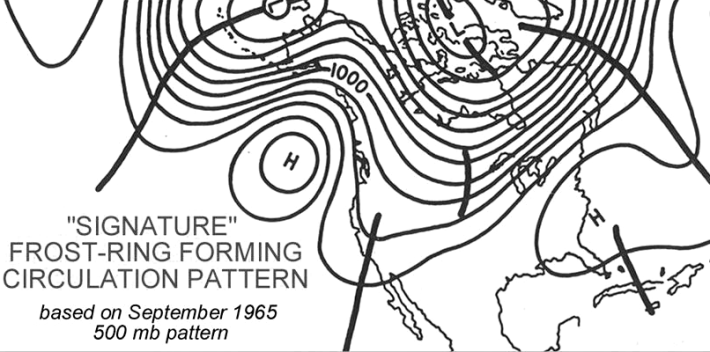 L
L
1000
H
H
"SIGNATURE"
FROST-RING FORMING
CIRCULATION PATTERN
based on September 1965
500 mb pattern